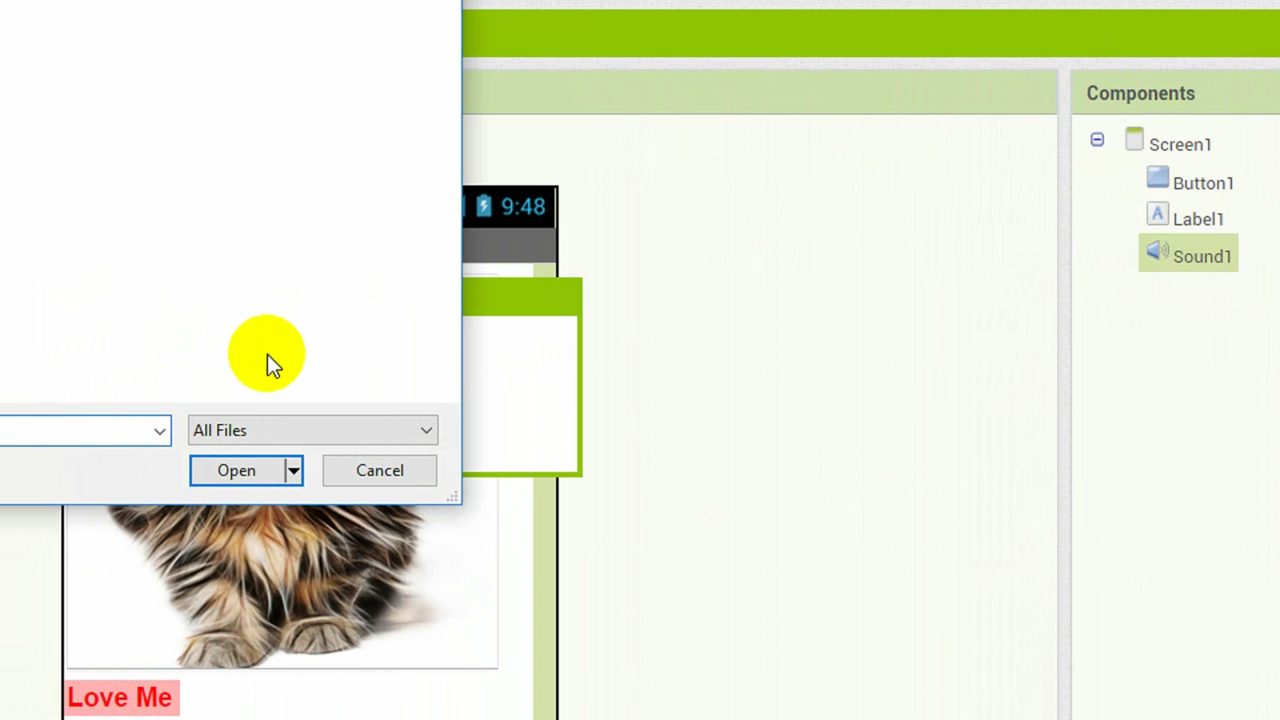 Components
Screen1
9:48
Button1
Label1
Sound1
All Files
Open
Cancel
Love Me